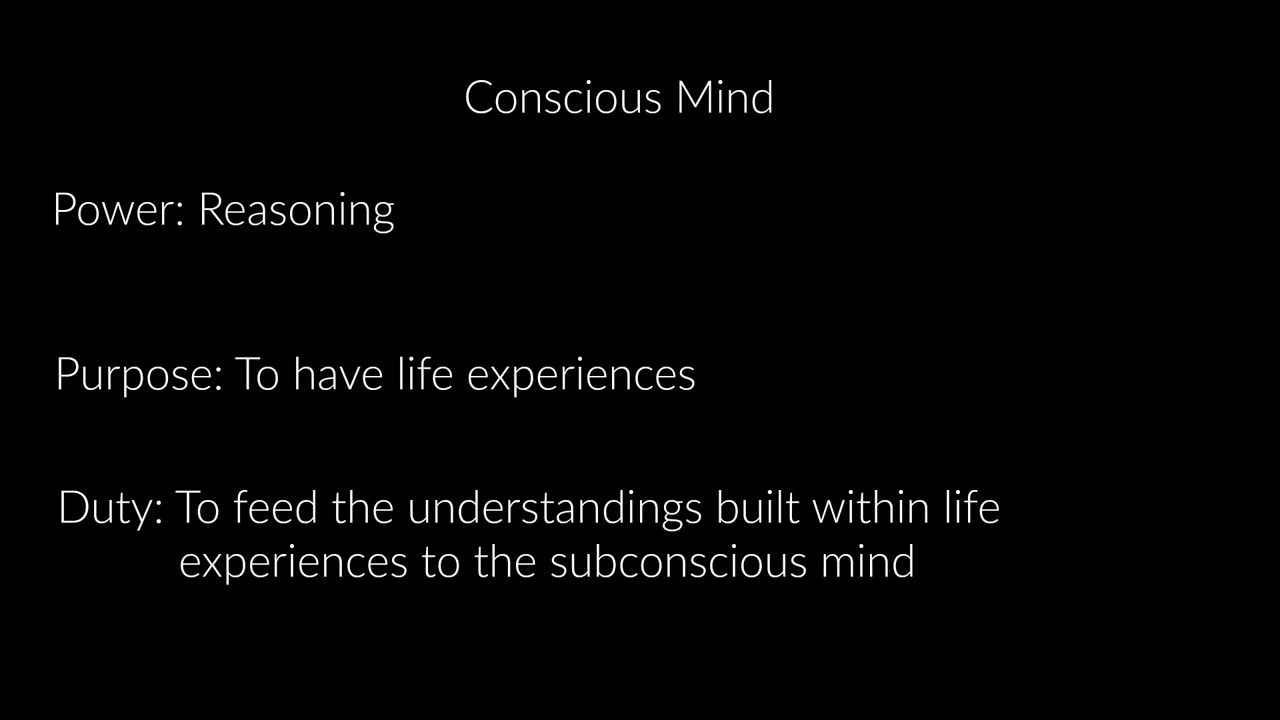 Conscious Mind
Power: Reasoning
Purpose: To have life experiences
Duty: To feed the understandings built within life
experiences to the subconscious mind